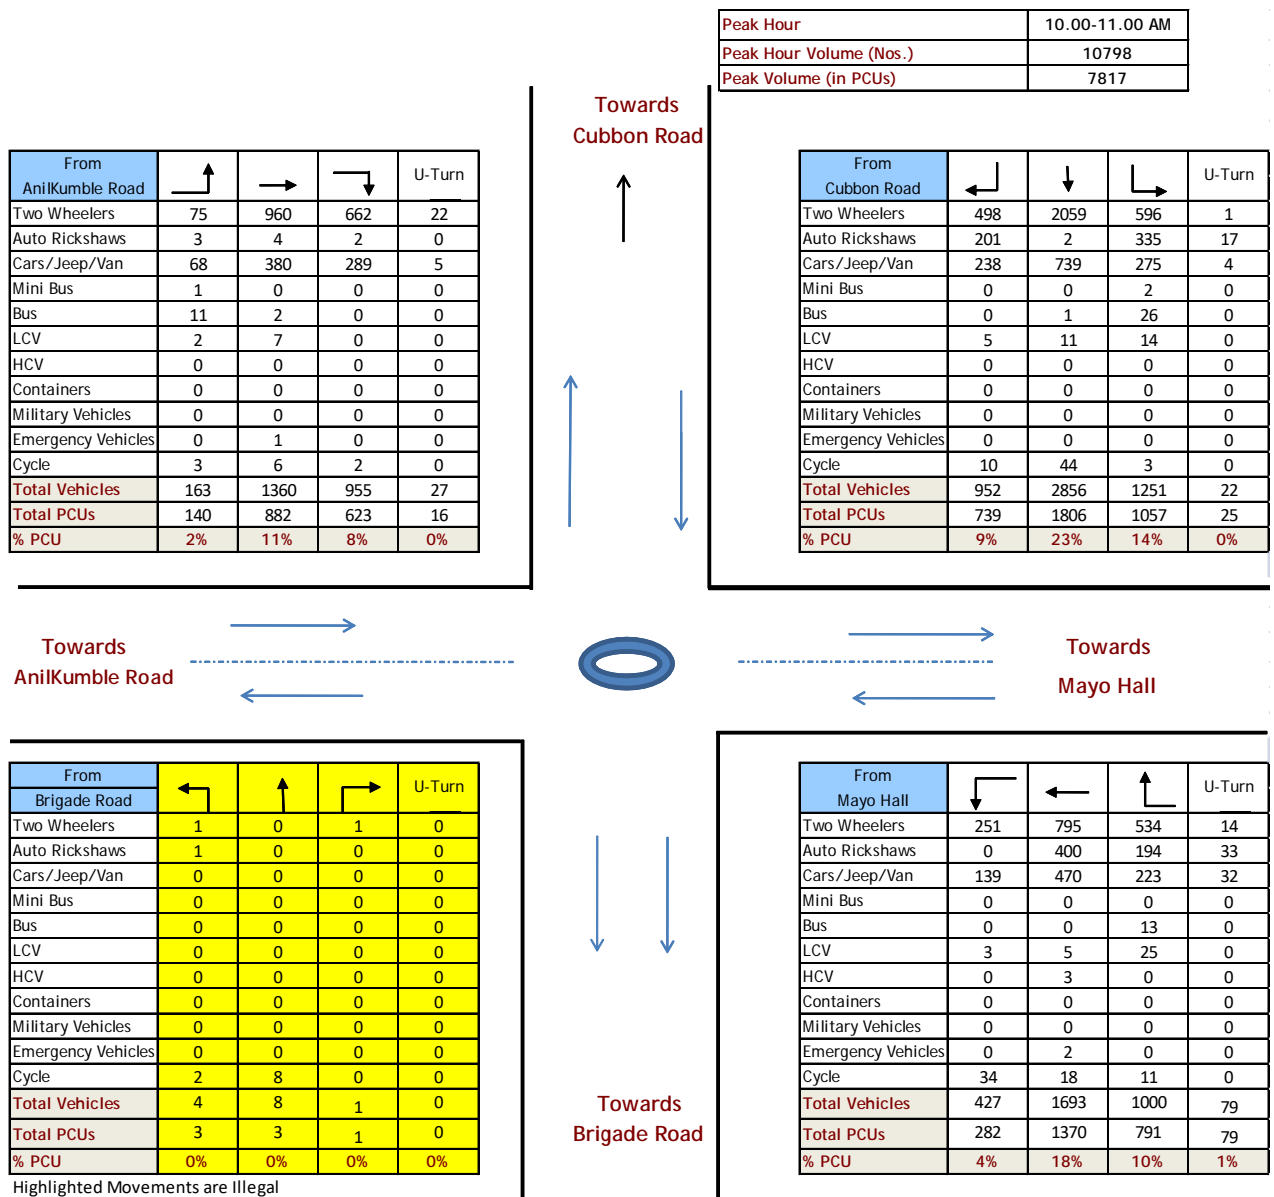 Peak Hour 10.00-11.00 AM
Peak Hour Volume (Nos.) 10798
Peak Volume (in PCUs) 7817
Towards
Cubbon Road
From
AnilKumble Road U-Turn
Two Wheelers 75 960 662 22
Auto Rickshaws 3 4 2 0
Cars/Jeep/Van 68 380 289 5
Mini Bus 1 0 0 0
Bus 11 2 0 0
LCV 2 7 0 0
HCV 0 0 0 0
Containers 0 0 0 0
Military Vehicles 0 0 0 0
Emergency Vehicles 0 1 0 0
Cycle 3 6 2 0
Total Vehicles 163 1360 955 27
Total PCUs 140 882 623 16
% PCU 2% 11% 8% 0%
From
Cubbon Road U-Turn
Two Wheelers 498 2059 596 1
Auto Rickshaws 201 2 335 17
Cars/Jeep/Van 238 739 275 4
Mini Bus 0 0 2 0
Bus 0 1 26 0
LCV 5 11 14 0
HCV 0 0 0 0
Containers 0 0 0 0
Military Vehicles 0 0 0 0
Emergency Vehicles 0 0 0 0
Cycle 10 44 3 0
Total Vehicles 952 2856 1251 22
Total PCUs 739 1806 1057 25
% PCU 9% 23% 14% 0%
Towards
AnilKumble Road
Towards
Mayo Hall
From
Brigade Road U-Turn
Two Wheelers 1 0 1 0
Auto Rickshaws 1 0 0 0
Cars/Jeep/Van 0 0 0 0
Mini Bus 0 0 0 0
Bus 0 0 0 0
LCV 0 0 0 0
HCV 0 0 0 0
Containers 0 0 0 0
Military Vehicles 0 0 0 0
Emergency Vehicles 0 0 0 0
Cycle 2 8 0 0
Total Vehicles 4 8 1 0
Total PCUs 3 3 1 0
% PCU 0% 0% 0% 0%
Highlighted Movements are Illegal
Towards
Brigade Road
From
Mayo Hall U-Turn
Two Wheelers 251 795 534 14
Auto Rickshaws 0 400 194 33
Cars/Jeep/Van 139 470 223 32
Mini Bus 0 0 0 0
Bus 0 0 13 0
LCV 3 5 25 0
HCV 0 3 0 0
Containers 0 0 0 0
Military Vehicles 0 0 0 0
Emergency Vehicles 0 2 0 0
Cycle 34 18 11 0
Total Vehicles 427 1693 1000 79
Total PCUs 282 1370 791 79
% PCU 4% 18% 10% 1%